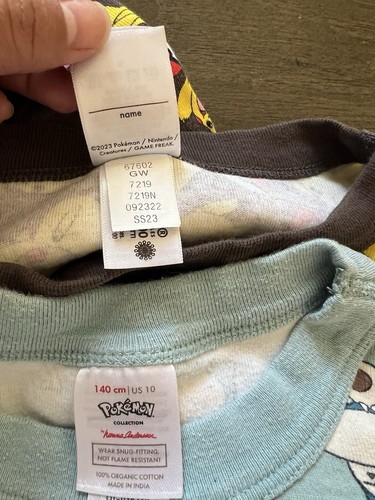 name
©2023 Pokémon / Nintendo /
Creatures / GAME FREAK.
67602
GW
7219
7219N
092322
SS23
140 cm | US 10
POKÉMON
COLLECTION
by hanna andersson
WEAR SNUG-FITTING,
NOT FLAME RESISTANT
100% ORGANIC COTTON
MADE IN INDIA